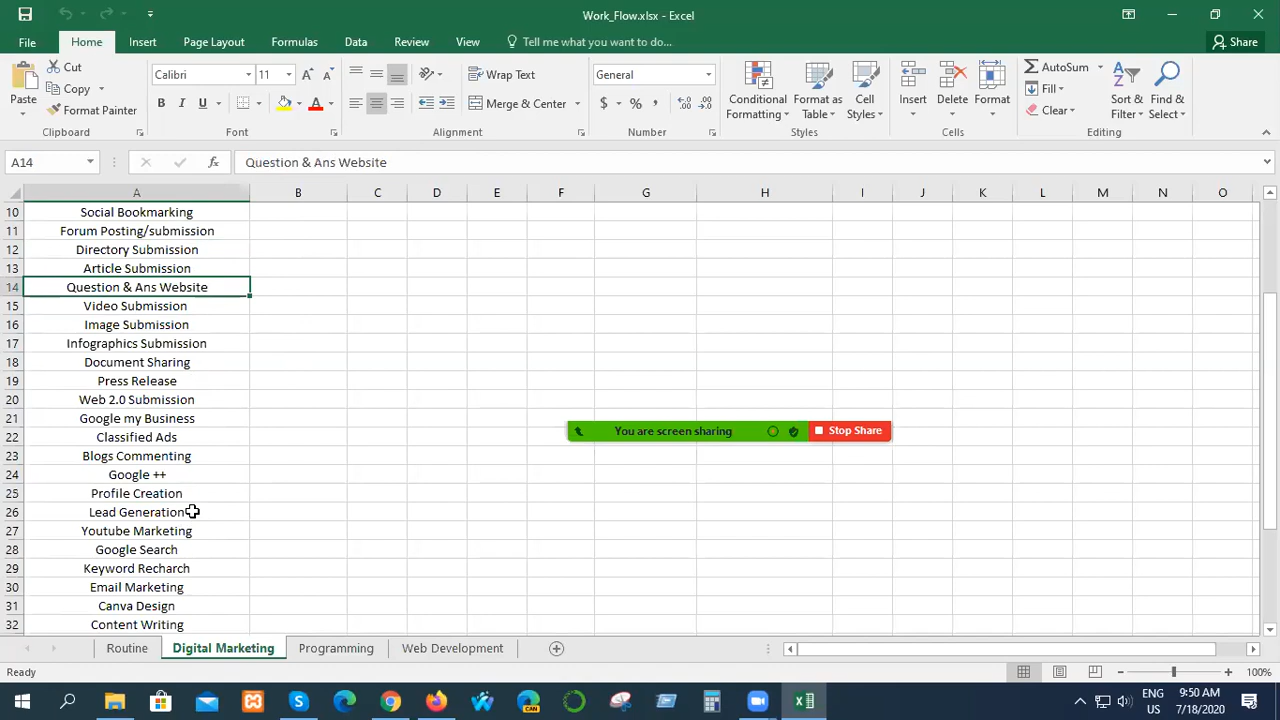 Work_Flow.xlsx - Excel
File Home Insert Page Layout Formulas Data Review View Tell me what you want to do... Share
Paste Cut Copy Format Painter Clipboard
Calibri 11 B I U A Font
Wrap Text Merge & Center Alignment
General $ % , Number
Conditional Formatting Format as Table Cell Styles Styles
Insert Delete Format Cells
AutoSum Fill Clear Sort & Filter Find & Select Editing
A14 fx Question & Ans Website
A B C D E F G H I J K L M N O
10 Social Bookmarking
11 Forum Posting/submission
12 Directory Submission
13 Article Submission
14 Question & Ans Website
15 Video Submission
16 Image Submission
17 Infographics Submission
18 Document Sharing
19 Press Release
20 Web 2.0 Submission
21 Google my Business
22 Classified Ads
You are screen sharing Stop Share
23 Blogs Commenting
24 Google ++
25 Profile Creation
26 Lead Generation
27 Youtube Marketing
28 Google Search
29 Keyword Recharch
30 Email Marketing
31 Canva Design
32 Content Writing
Routine Digital Marketing Programming Web Development
Ready 100%
ENG 9:50 AM
US 7/18/2020